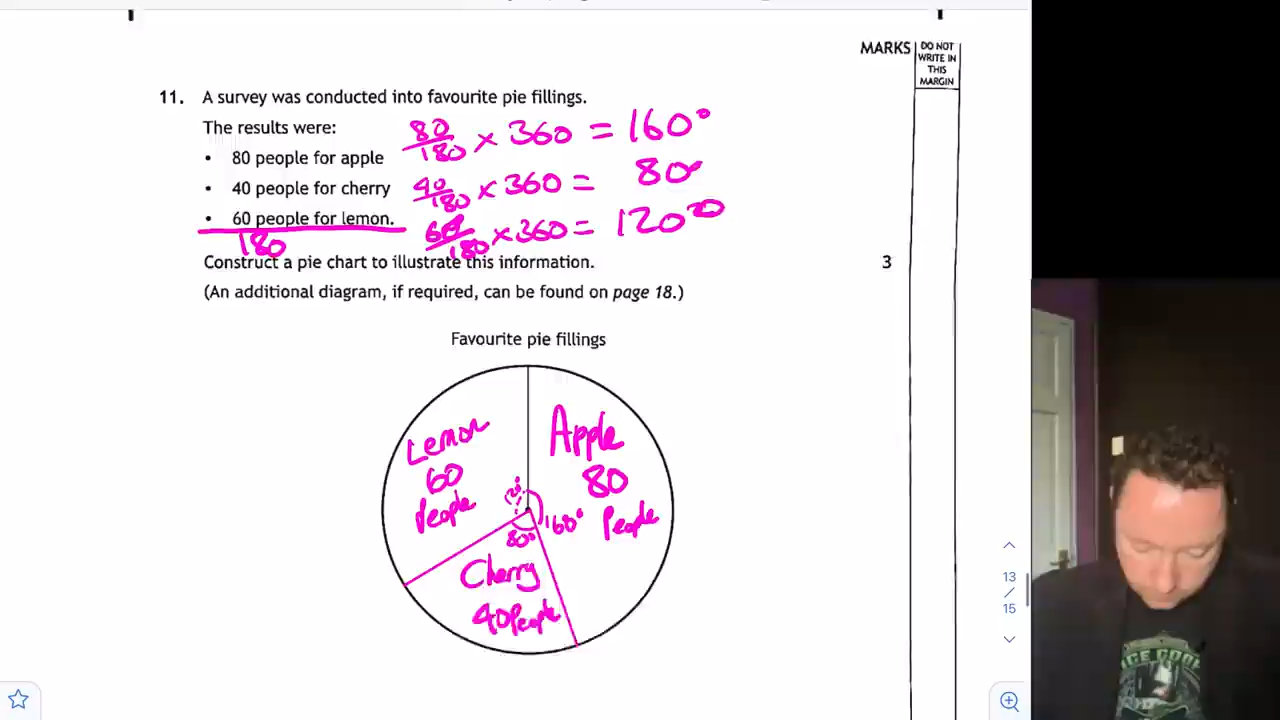 MARKS
DO NOT
WRITE IN
THIS
MARGIN
11. A survey was conducted into favourite pie fillings.
The results were:
• 80 people for apple
• 40 people for cherry
• 60 people for lemon.
180
80/180 × 360 = 160°
40/180 × 360 = 80°
60/180 × 360 = 120°
Construct a pie chart to illustrate this information.
3
(An additional diagram, if required, can be found on page 18.)
Favourite pie fillings
Lemon
60
People
Apple
80
People
120°
160°
80°
Cherry
40 People
13
/
15